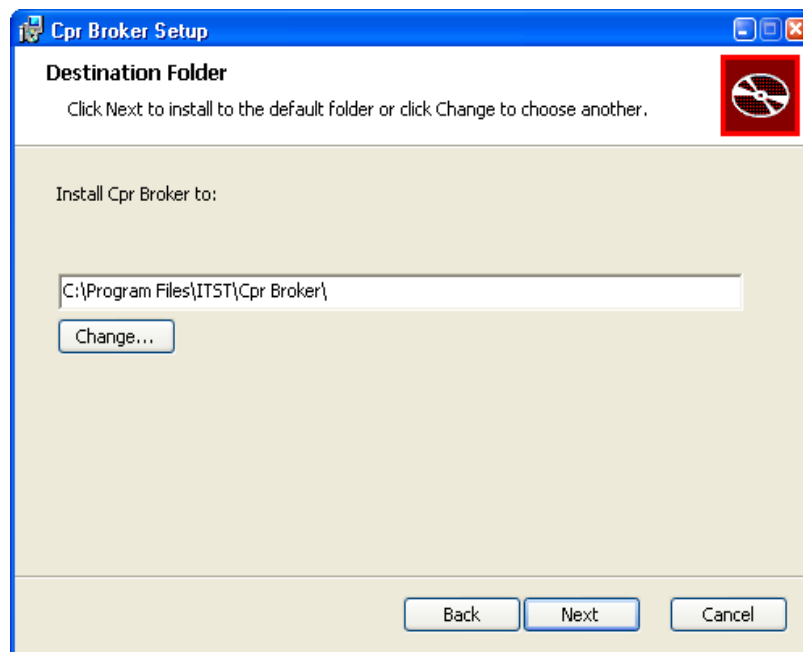 Cpr Broker Setup
Destination Folder
Click Next to install to the default folder or click Change to choose another.
Install Cpr Broker to:
C:\Program Files\ITST\Cpr Broker\
Change...
Back Next Cancel